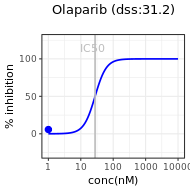 Olaparib (dss:31.2)
IC50
% inhibition
100
50
0
1 10 100 1000 10000
conc(nM)